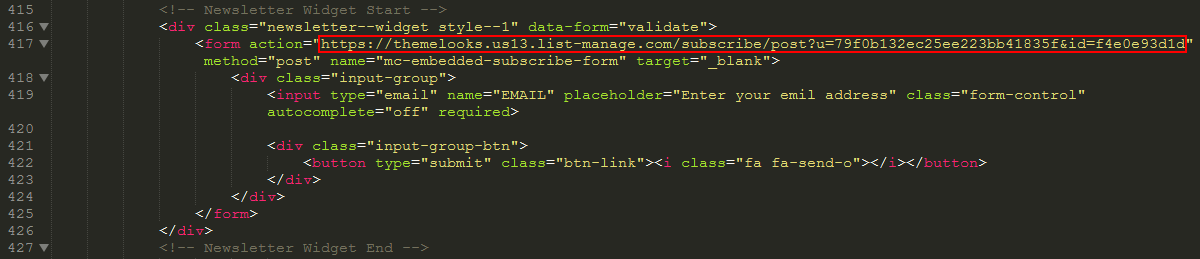 415 <!-- Newsletter Widget Start -->
416 <div class="newsletter--widget style--1" data-form="validate">
417 <form action="https://themelooks.us13.list-manage.com/subscribe/post?u=79f0b132ec25ee223bb41835f&id=f4e0e93d1d"
method="post" name="mc-embedded-subscribe-form" target="_blank">
418 <div class="input-group">
419 <input type="email" name="EMAIL" placeholder="Enter your emil address" class="form-control"
autocomplete="off" required>
420
421 <div class="input-group-btn">
422 <button type="submit" class="btn-link"><i class="fa fa-send-o"></i></button>
423 </div>
424 </div>
425 </form>
426 </div>
427 <!-- Newsletter Widget End -->